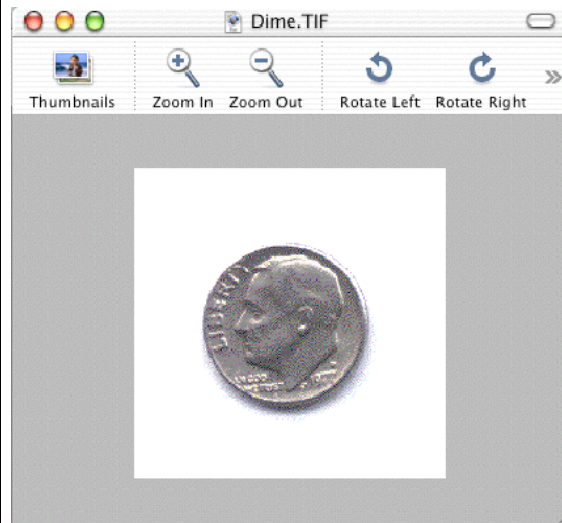 Dime.TIF
Thumbnails Zoom In Zoom Out Rotate Left Rotate Right
LIBERTY